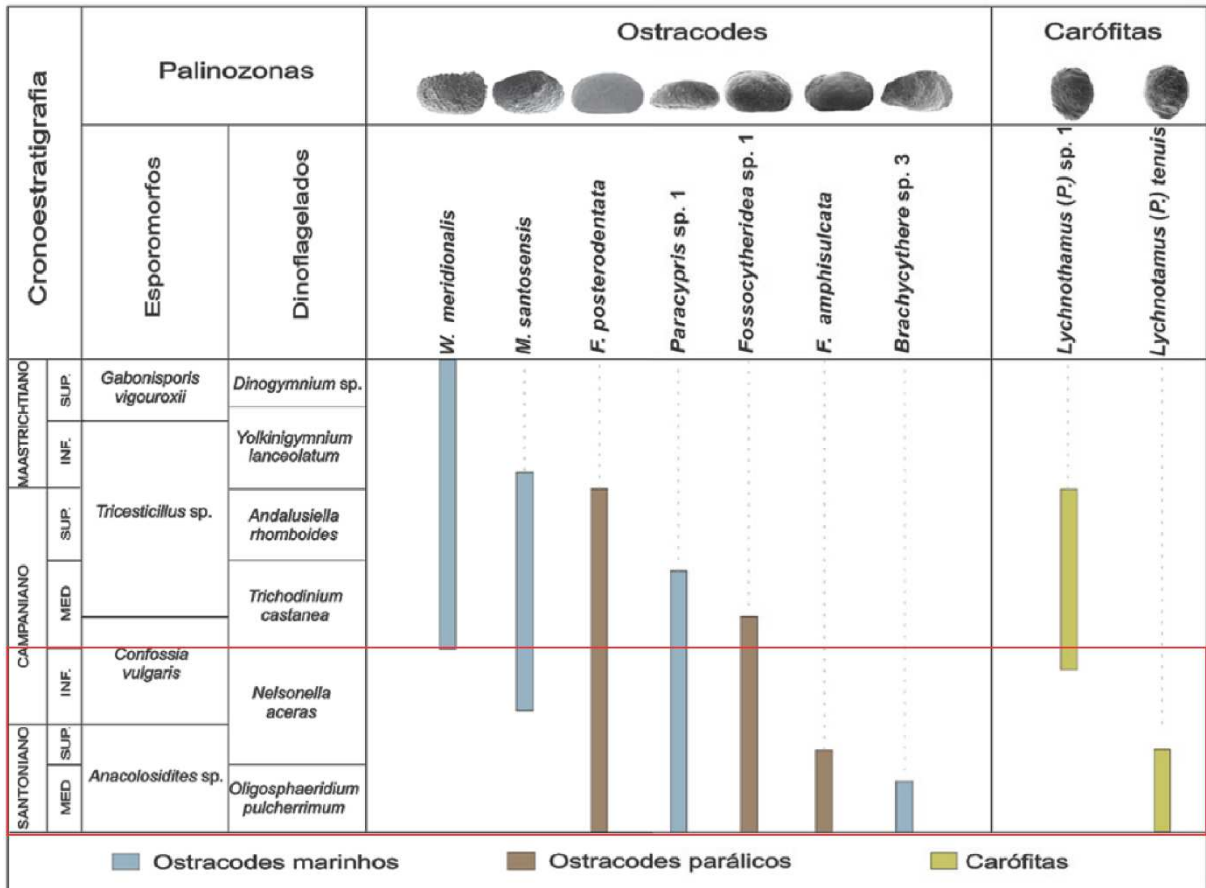 Cronoestratigrafia
Palinozonas
Ostracodes
Carófitas
Esporomorfos
Dinoflagelados
W. meridionalis
M. santosensis
F. posterodentata
Paracypris sp. 1
Fossocytheridea sp. 1
F. amphisulcata
Brachycythere sp. 3
Lychnothamus (P.) sp. 1
Lychnotamus (P.) tenuis
MAASTRICHTIANO
SUP.
INF.
CAMPANIANO
SUP.
MED
INF.
SANTONIANO
SUP.
MED
Gabonisporis
vigouroxii
Tricesticillus sp.
Confossia
vulgaris
Anacolosidites sp.
Dinogymnium sp.
Yolkinigymnium
lanceolatum
Andalusiella
rhomboides
Trichodinium
castanea
Nelsonella
aceras
Oligosphaeridium
pulcherrimum
Ostracodes marinhos
Ostracodes parálicos
Carófitas